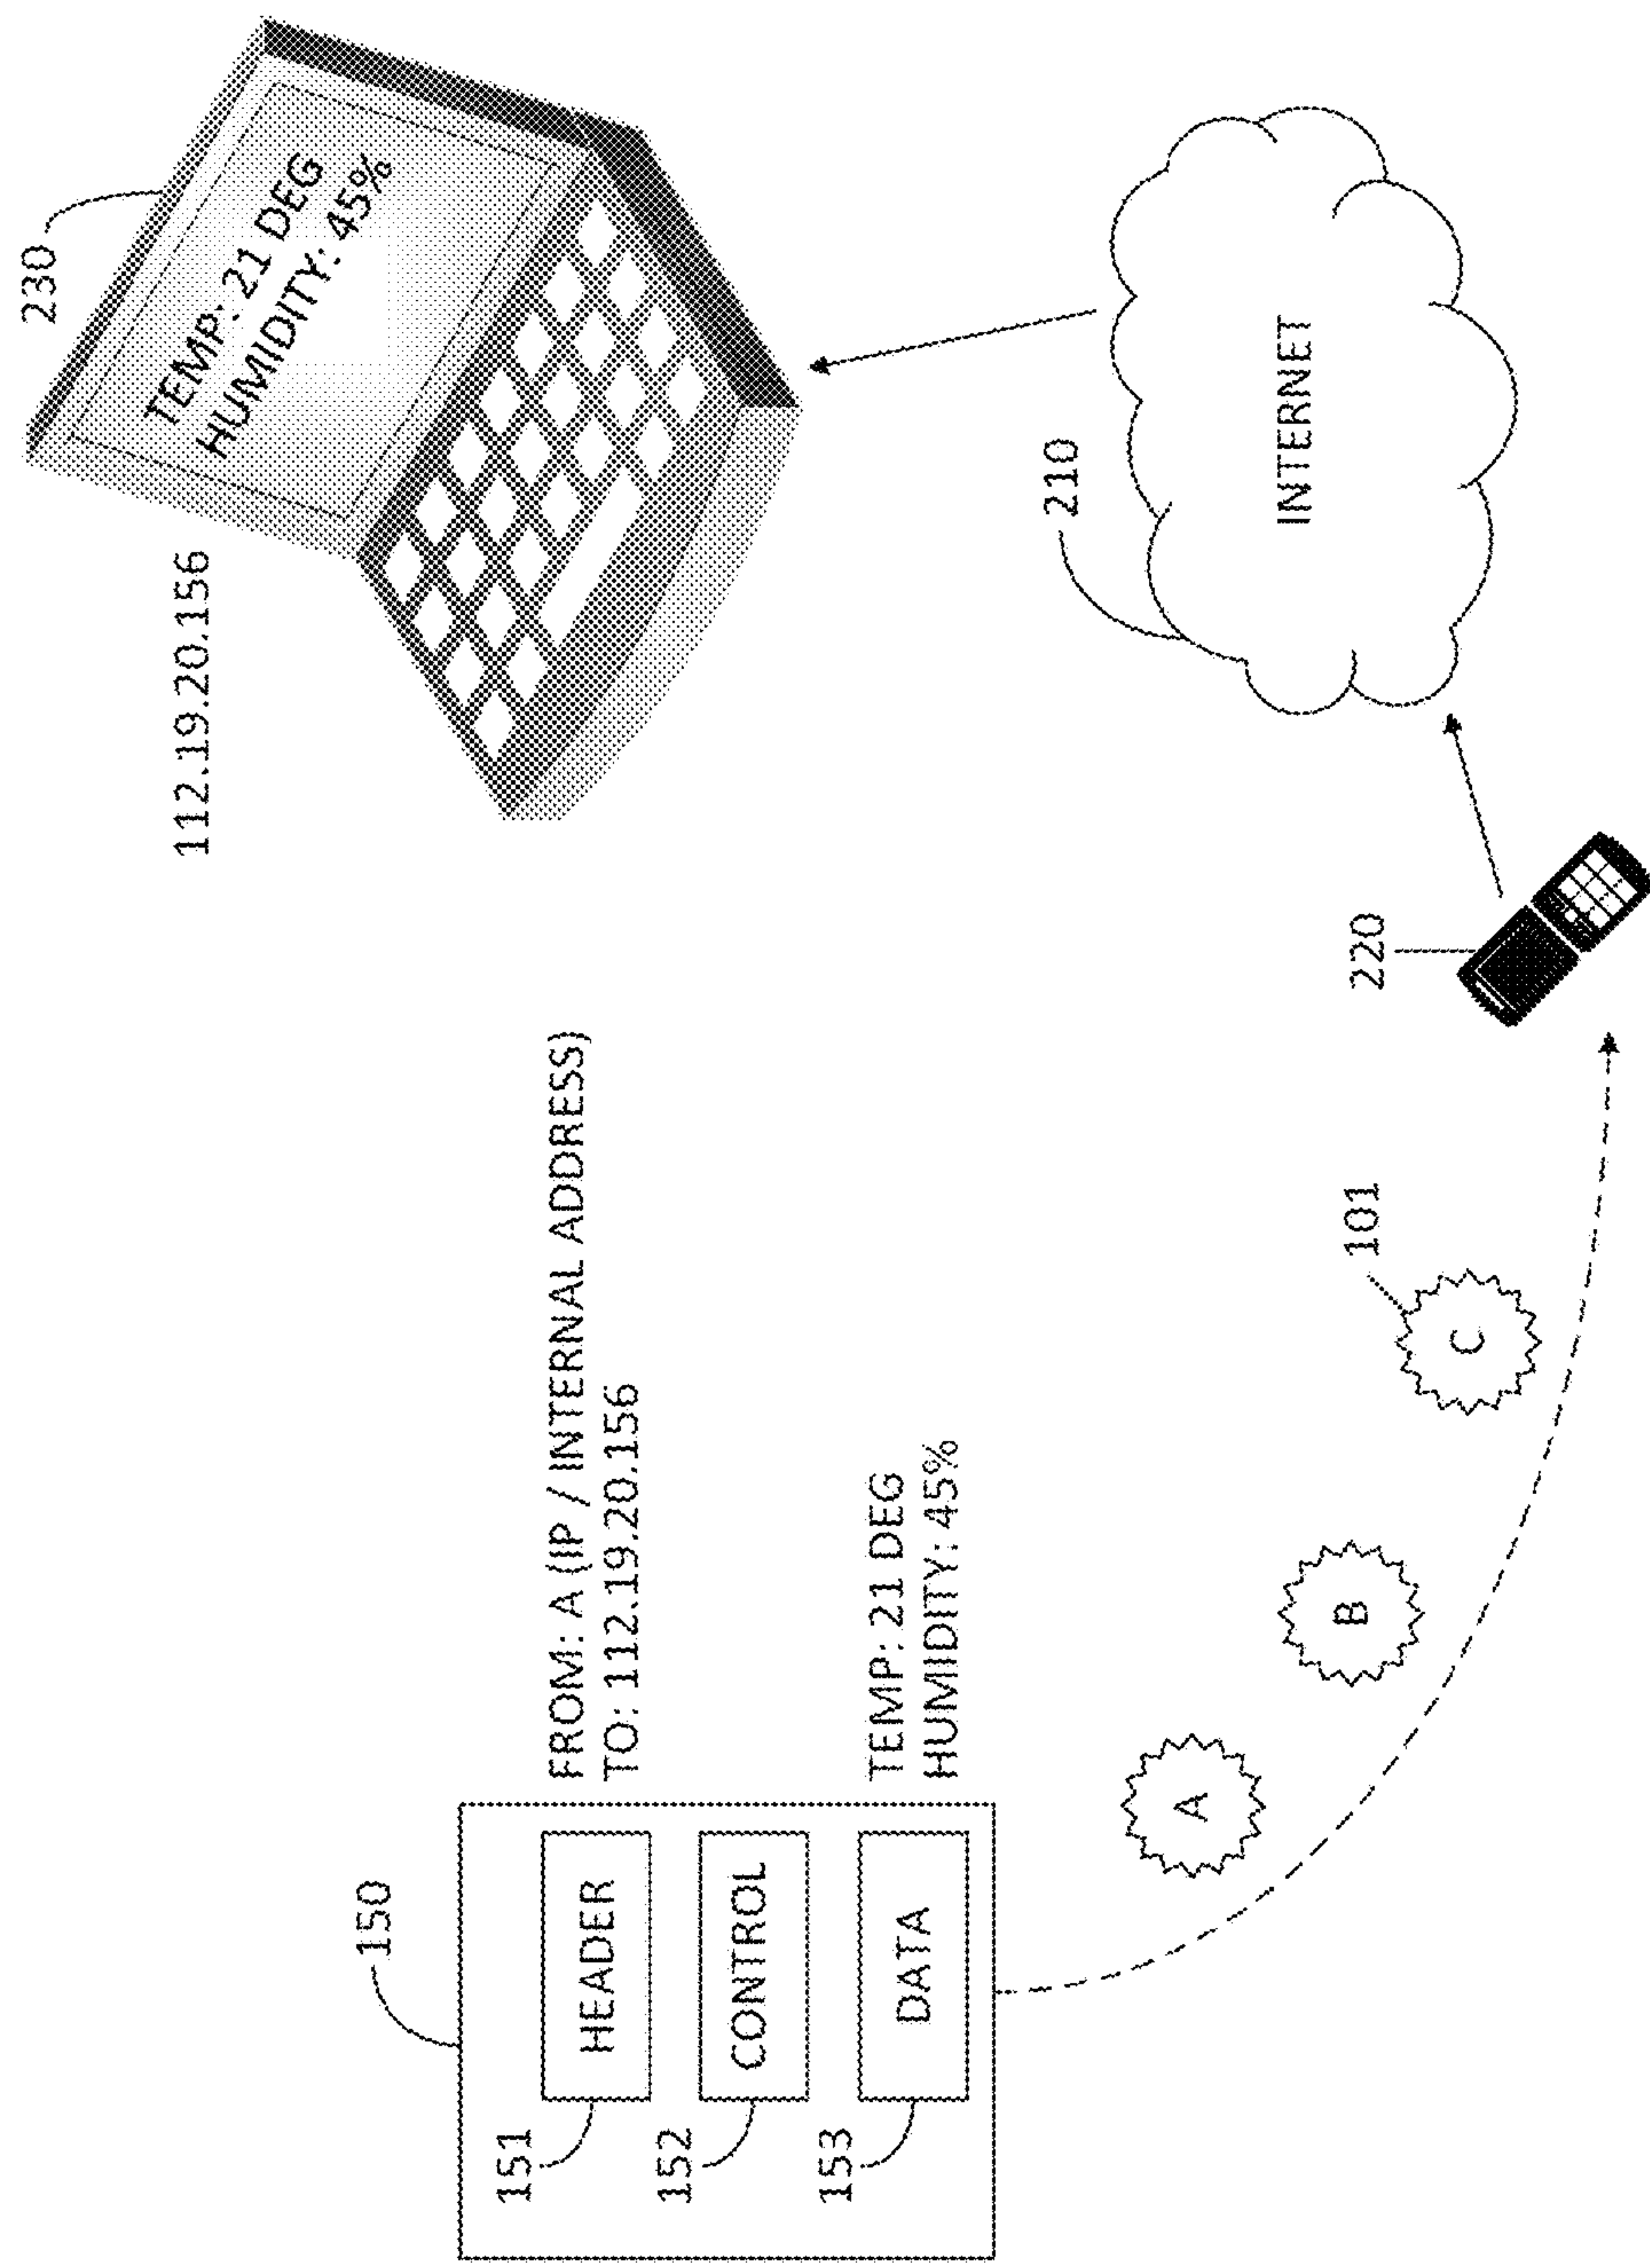 150
151
HEADER
FROM: A (IP / INTERNAL ADDRESS)
TO: 112.19.20.156
152
CONTROL
153
DATA
TEMP: 21 DEG
HUMIDITY: 45%
A
B
C
101
220
210
INTERNET
112.19.20.156
230
TEMP: 21 DEG
HUMIDITY: 45%